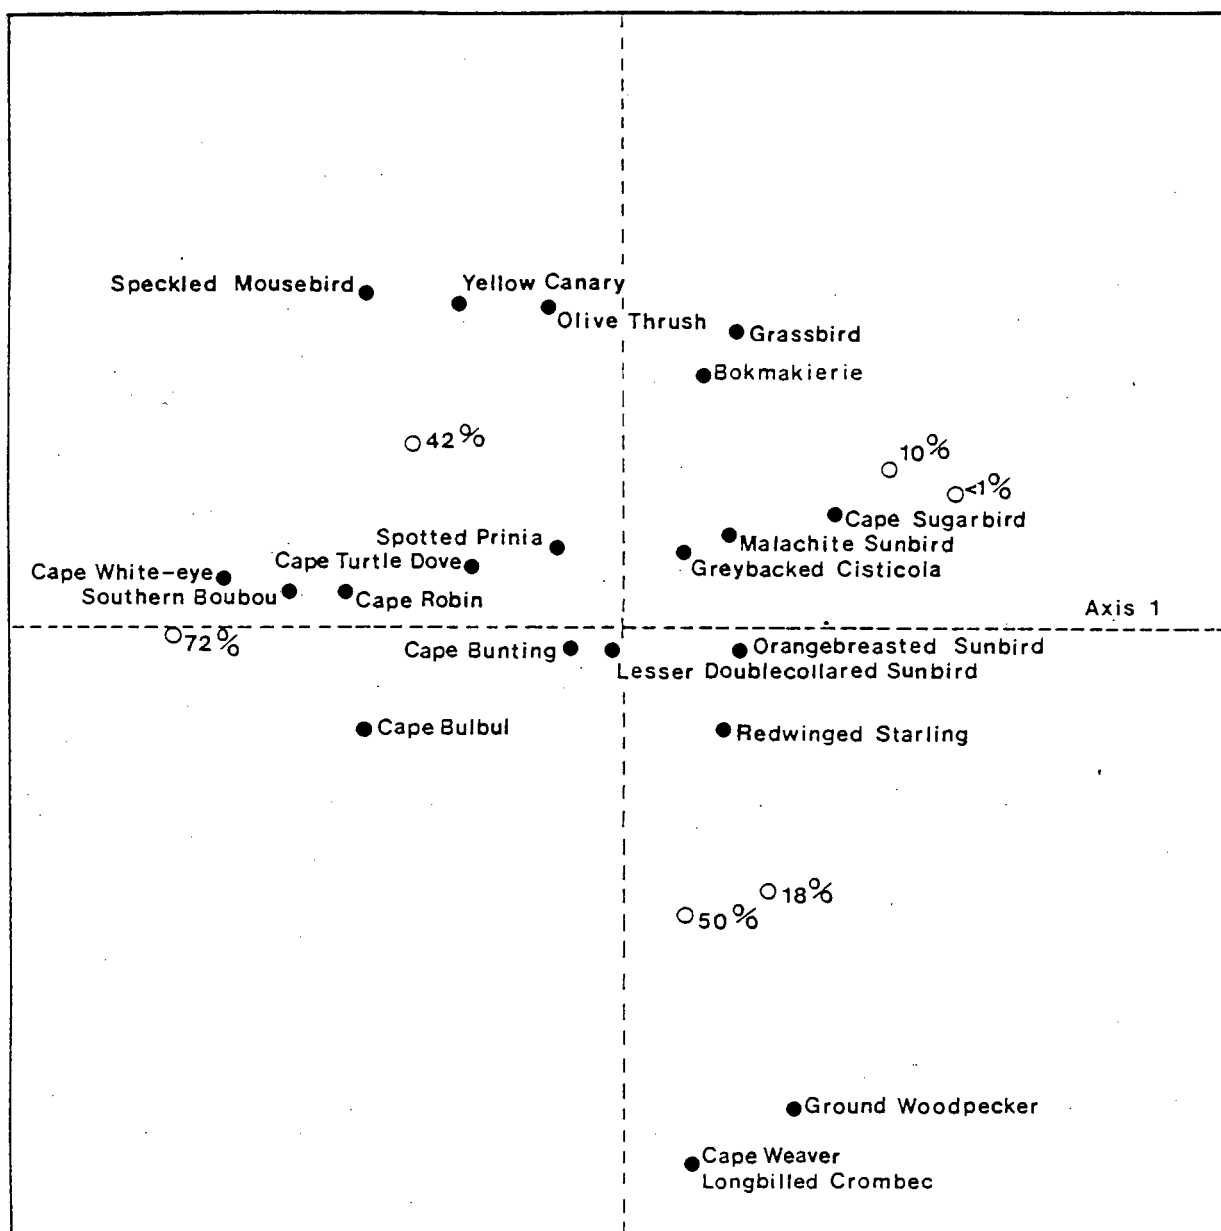 Speckled Mousebird
Yellow Canary
Olive Thrush
Grassbird
Bokmakierie
42%
10%
<1%
Cape Sugarbird
Spotted Prinia
Malachite Sunbird
Cape Turtle Dove
Greybacked Cisticola
Cape White-eye
Southern Boubou
Cape Robin
Axis 1
72%
Cape Bunting
Orangebreasted Sunbird
Lesser Doublecollared Sunbird
Cape Bulbul
Redwinged Starling
18%
50%
Ground Woodpecker
Cape Weaver
Longbilled Crombec